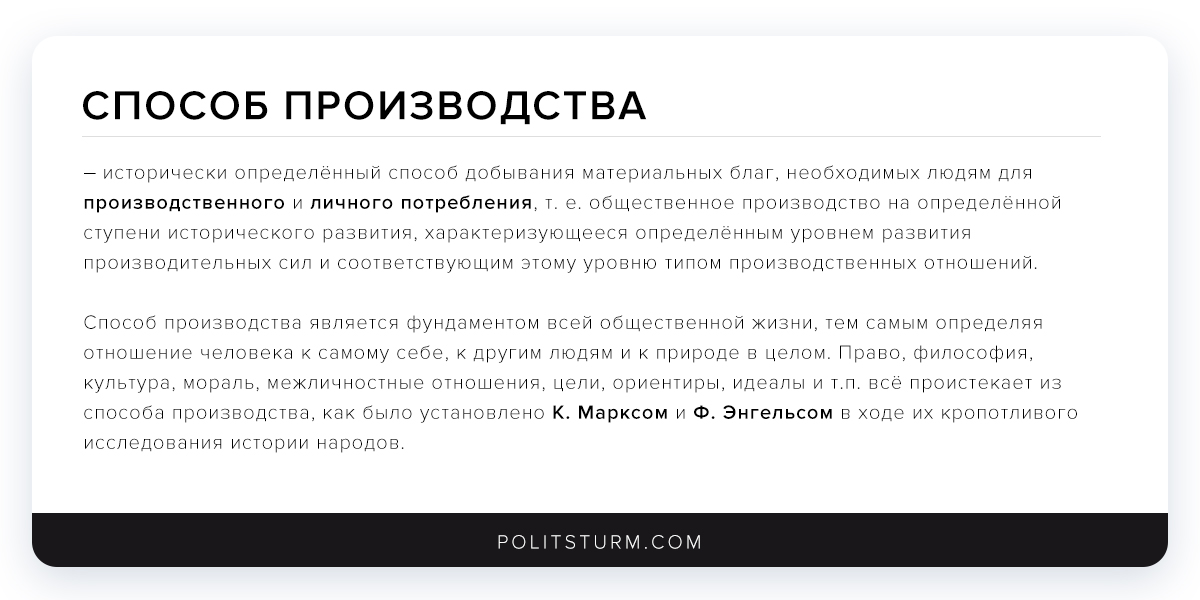 СПОСОБ ПРОИЗВОДСТВА
– исторически определённый способ добывания материальных благ, необходимых людям для
производственного и личного потребления, т. е. общественное производство на определённой
ступени исторического развития, характеризующееся определённым уровнем развития
производительных сил и соответствующим этому уровню типом производственных отношений.
Способ производства является фундаментом всей общественной жизни, тем самым определяя
отношение человека к самому себе, к другим людям и к природе в целом. Право, философия,
культура, мораль, межличностные отношения, цели, ориентиры, идеалы и т.п. всё проистекает из
способа производства, как было установлено К. Марксом и Ф. Энгельсом в ходе их кропотливого
исследования истории народов.
POLITSTURM.COM